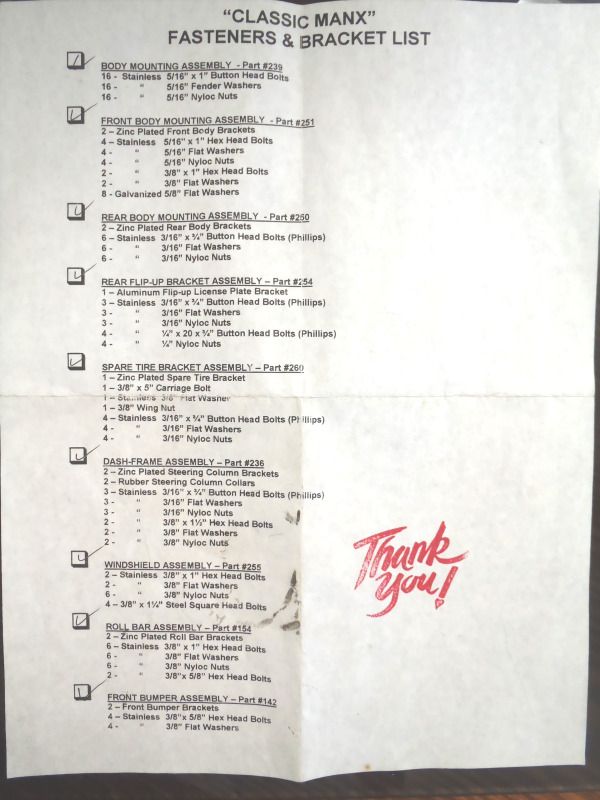 "CLASSIC MANX"
FASTENERS & BRACKET LIST
BODY MOUNTING ASSEMBLY - Part #239
16 - Stainless 5/16" x 1" Button Head Bolts
16 - " 5/16" Fender Washers
16 - " 5/16" Nyloc Nuts
FRONT BODY MOUNTING ASSEMBLY - Part #251
2 – Zinc Plated Front Body Brackets
4 – Stainless 5/16" x 1" Hex Head Bolts
4 - " 5/16" Flat Washers
4 - " 5/16" Nyloc Nuts
2 - " 3/8" x 1" Hex Head Bolts
2 - " 3/8" Flat Washers
8 - Galvanized 5/8" Flat Washers
REAR BODY MOUNTING ASSEMBLY - Part #250
2 – Zinc Plated Rear Body Brackets
6 – Stainless 3/16" x ¾" Button Head Bolts (Phillips)
6 - " 3/16" Flat Washers
6 - " 3/16" Nyloc Nuts
REAR FLIP-UP BRACKET ASSEMBLY – Part #254
1 – Aluminum Flip-up License Plate Bracket
3 – Stainless 3/16" x ¾" Button Head Bolts (Phillips)
3 - " 3/16" Flat Washers
3 - " 3/16" Nyloc Nuts
4 - " ¼" x 20 x ¾" Button Head Bolts (Phillips)
4 - " ¼" Nyloc Nuts
SPARE TIRE BRACKET ASSEMBLY – Part #260
1 – Zinc Plated Spare Tire Bracket
1 – 3/8" x 5" Carriage Bolt
1 – Stainless 3/8" Flat Washer
1 – 3/8" Wing Nut
4 – Stainless 3/16" x ¾" Button Head Bolts (Phillips)
4 - " 3/16" Flat Washers
4 - " 3/16" Nyloc Nuts
DASH-FRAME ASSEMBLY – Part #236
2 – Zinc Plated Steering Column Brackets
2 – Rubber Steering Column Collars
3 – Stainless 3/16" x ¾" Button Head Bolts (Phillips)
3 - " 3/16" Flat Washers
3 - " 3/16" Nyloc Nuts
2 - " 3/8" x 1½" Hex Head Bolts
2 - " 3/8" Flat Washers
2 - " 3/8" Nyloc Nuts
WINDSHIELD ASSEMBLY – Part #255
2 – Stainless 3/8" x 1" Hex Head Bolts
2 - " 3/8" Flat Washers
6 - " 3/8" Nyloc Nuts
4 – 3/8" x 1¼" Steel Square Head Bolts
ROLL BAR ASSEMBLY – Part #154
2 – Zinc Plated Roll Bar Brackets
6 – Stainless 3/8" x 1" Hex Head Bolts
6 - " 3/8" Flat Washers
6 - " 3/8" Nyloc Nuts
2 - " 3/8"x 5/8" Hex Head Bolts
FRONT BUMPER ASSEMBLY – Part #142
2 – Front Bumper Brackets
4 – Stainless 3/8"x 5/8" Hex Head Bolts
4 - " 3/8" Flat Washers
Thank
you!